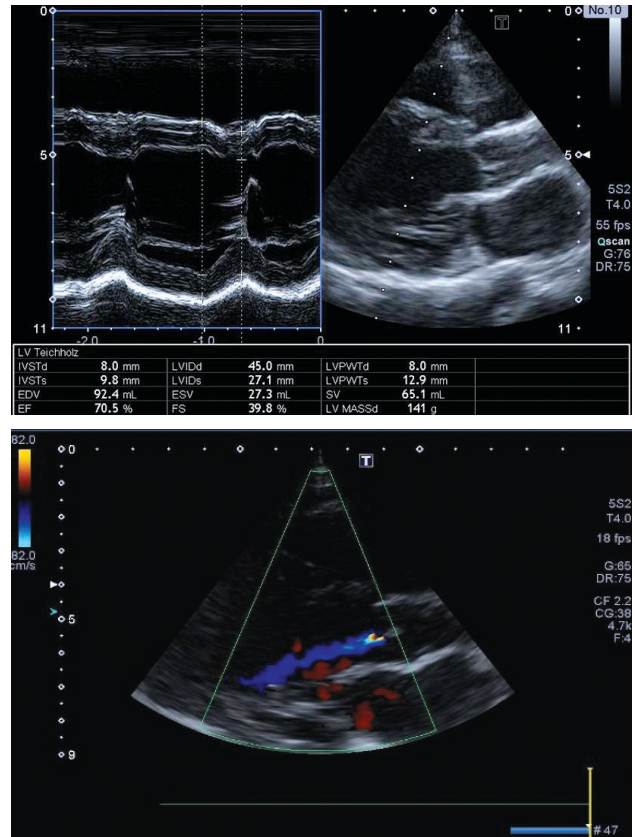 0 0 No.10
5 5
5S2
T4.0
55 fps
Qscan
G:76
DR:75
11 -2.0 -1.0 0 11
LV Teichholz
IVSTd 8.0 mm LVIDd 45.0 mm LVPWTd 8.0 mm
IVSTs 9.8 mm LVIDs 27.1 mm LVPWTs 12.9 mm
EDV 92.4 mL ESV 27.3 mL SV 65.1 mL
EF 70.5 % FS 39.8 % LV MASSd 141 g
82.0 0 T
82.0
cm/s
5S2
T4.0
18 fps
G:65
DR:75
CF 2.2
5 CG:38
4.7k
F:4
9
# 47